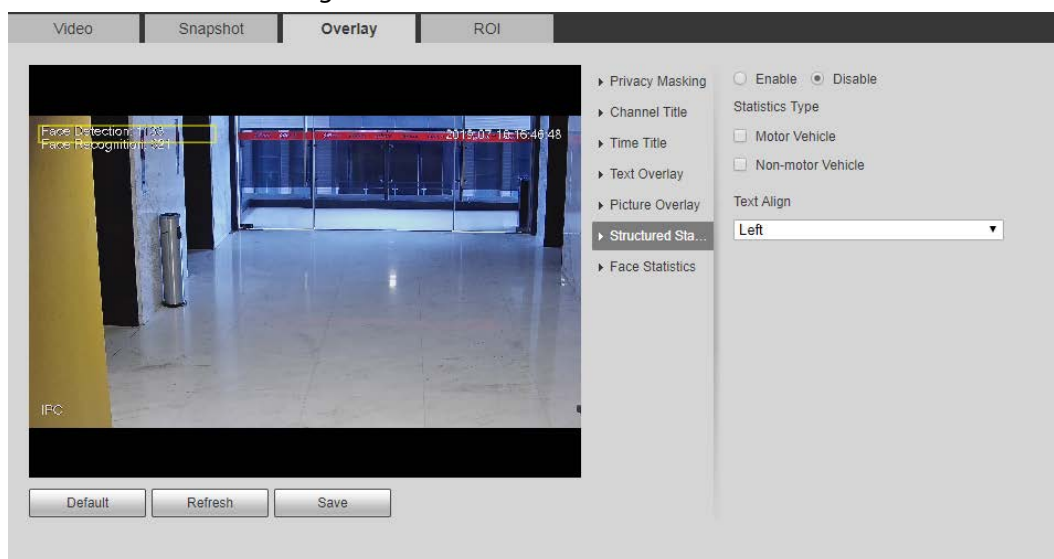 Video
Snapshot
Overlay
ROI
Face Detection:
Face Recognition: 321
IPC
Privacy Masking
Channel Title
Time Title
Text Overlay
Picture Overlay
Structured Sta...
Face Statistics
Enable
Disable
Statistics Type
Motor Vehicle
Non-motor Vehicle
Text Align
Left
Default
Refresh
Save